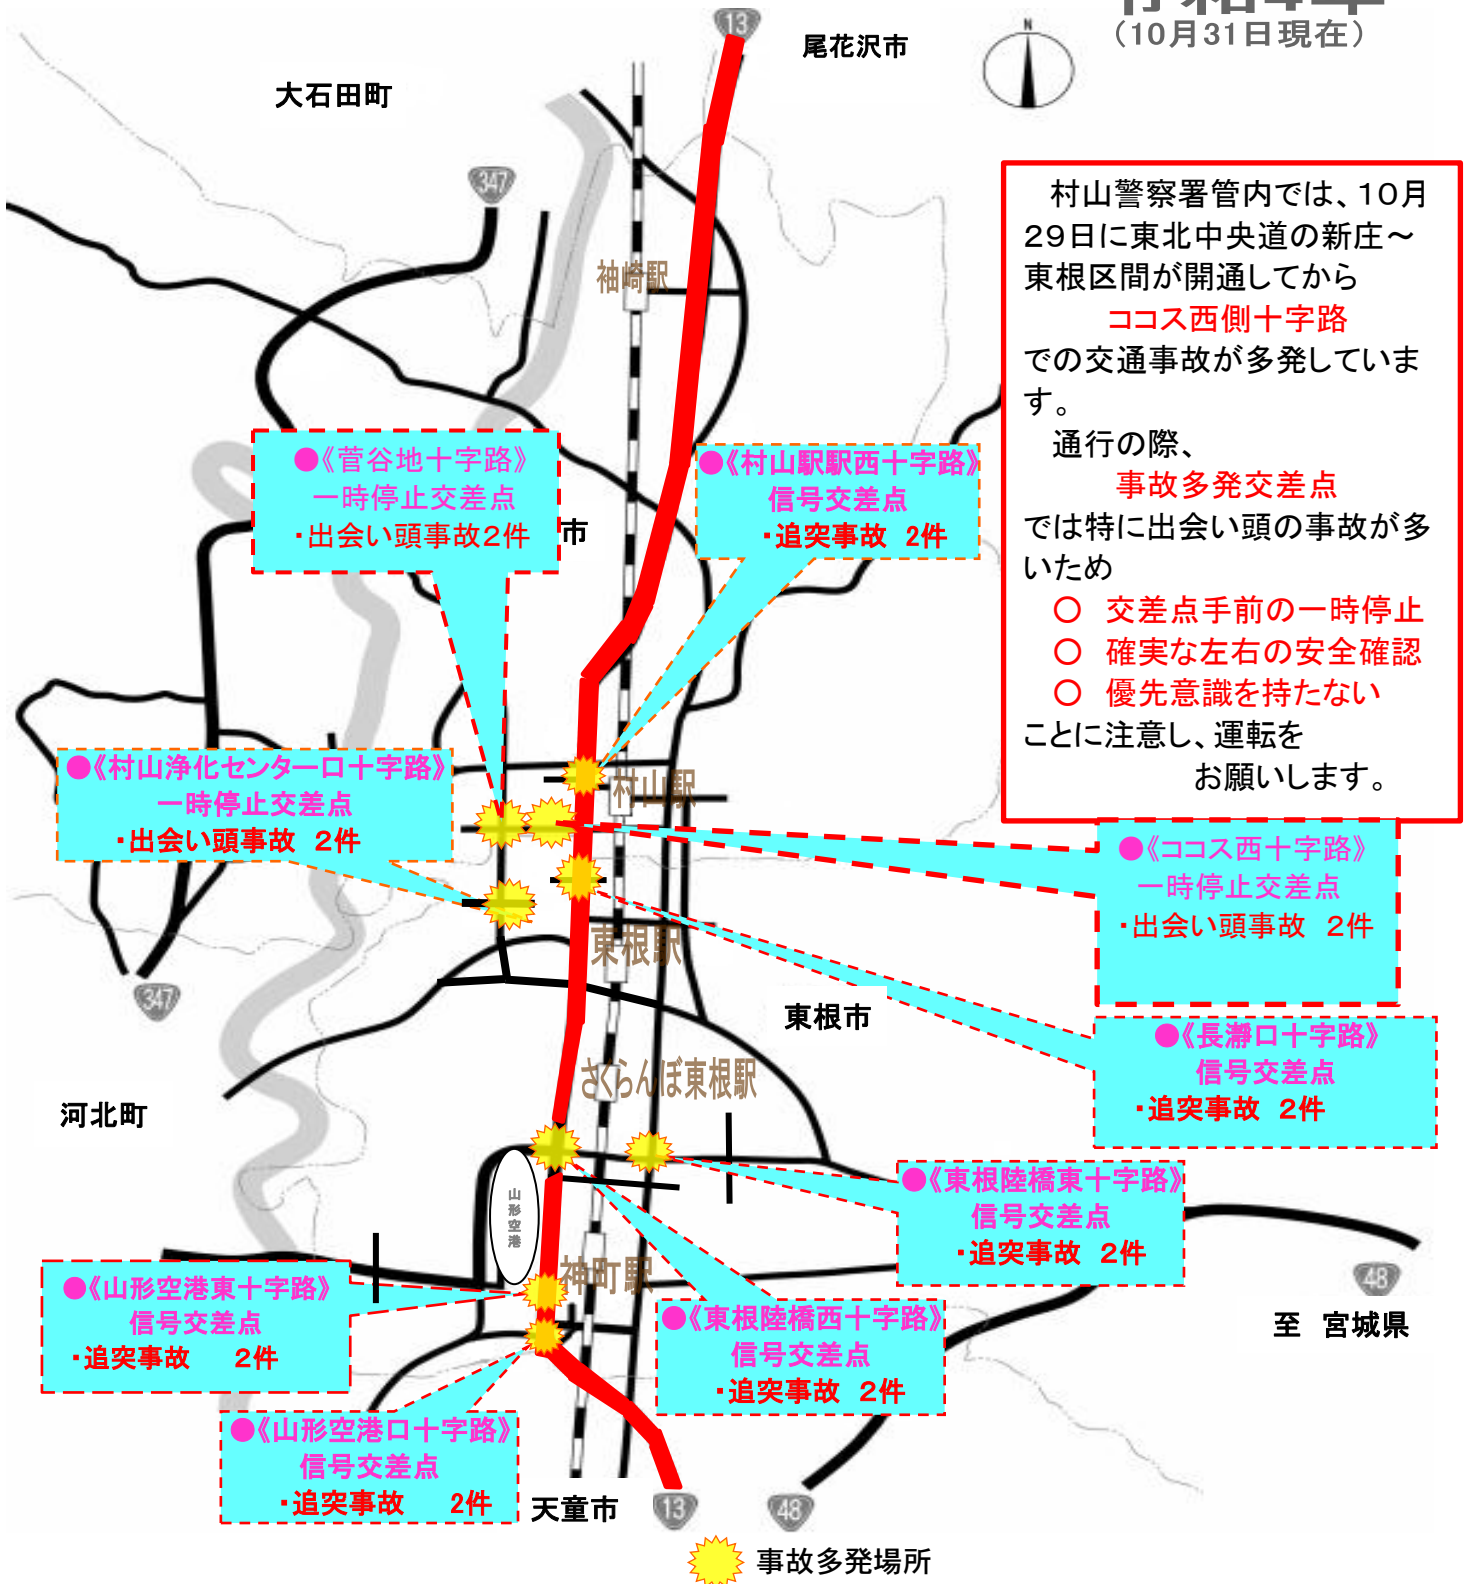 令和4年
（10月31日現在）
13
尾花沢市
N
大石田町
347
村山警察署管内では、10月
29日に東北中央道の新庄～
東根区間が開通してから
ココス西側十字路
での交通事故が多発していま
す。
通行の際、
事故多発交差点
では特に出会い頭の事故が多
いため
○ 交差点手前の一時停止
○ 確実な左右の安全確認
○ 優先意識を持たない
ことに注意し、運転を
お願いします。
袖崎駅
●《菅谷地十字路》
一時停止交差点
・出会い頭事故2件
市
●《村山駅駅西十字路》
信号交差点
・追突事故 2件
●《村山浄化センター口十字路》
一時停止交差点
・出会い頭事故 2件
村山駅
●《ココス西十字路》
一時停止交差点
・出会い頭事故 2件
東根駅
347
東根市
●《長瀞口十字路》
信号交差点
・追突事故 2件
さくらんぼ東根駅
河北町
山形空港
●《東根陸橋東十字路》
信号交差点
・追突事故 2件
神町駅
●《山形空港東十字路》
信号交差点
・追突事故 2件
48
至 宮城県
●《東根陸橋西十字路》
信号交差点
・追突事故 2件
●《山形空港口十字路》
信号交差点
・追突事故 2件
天童市
13
48
事故多発場所